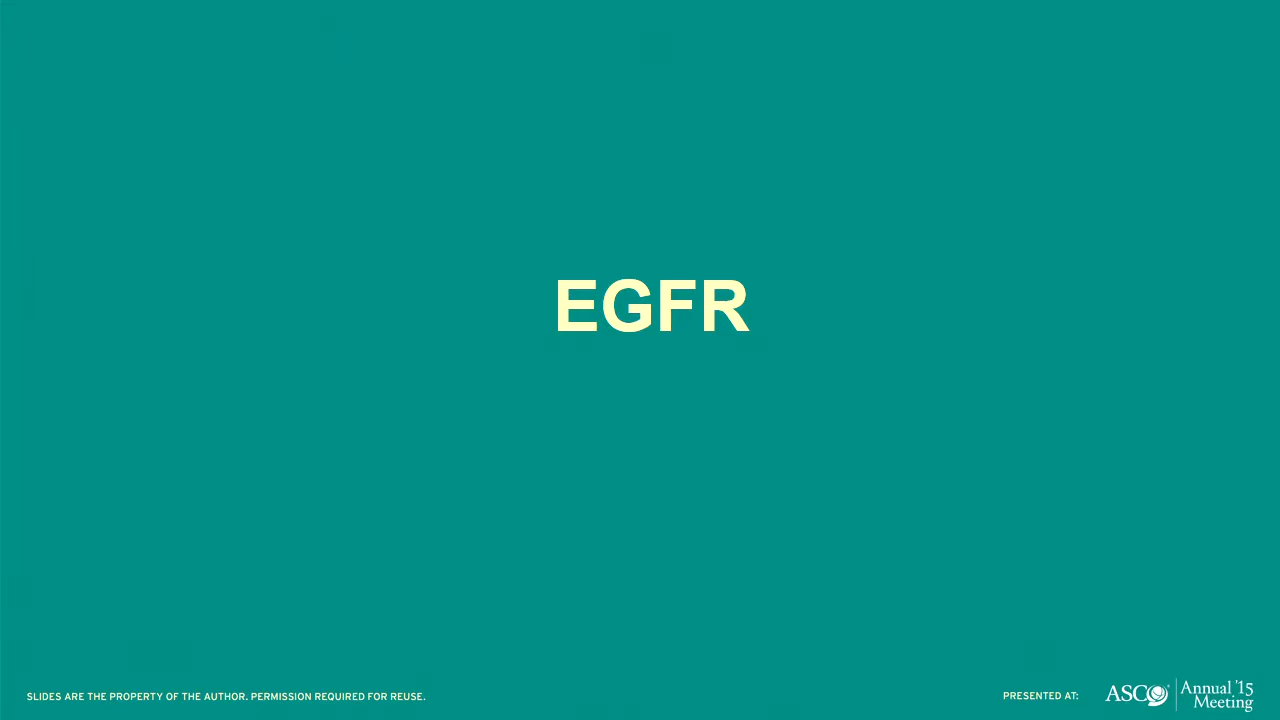 EGFR
SLIDES ARE THE PROPERTY OF THE AUTHOR. PERMISSION REQUIRED FOR REUSE.
PRESENTED AT:
ASCO
Annual '15
Meeting